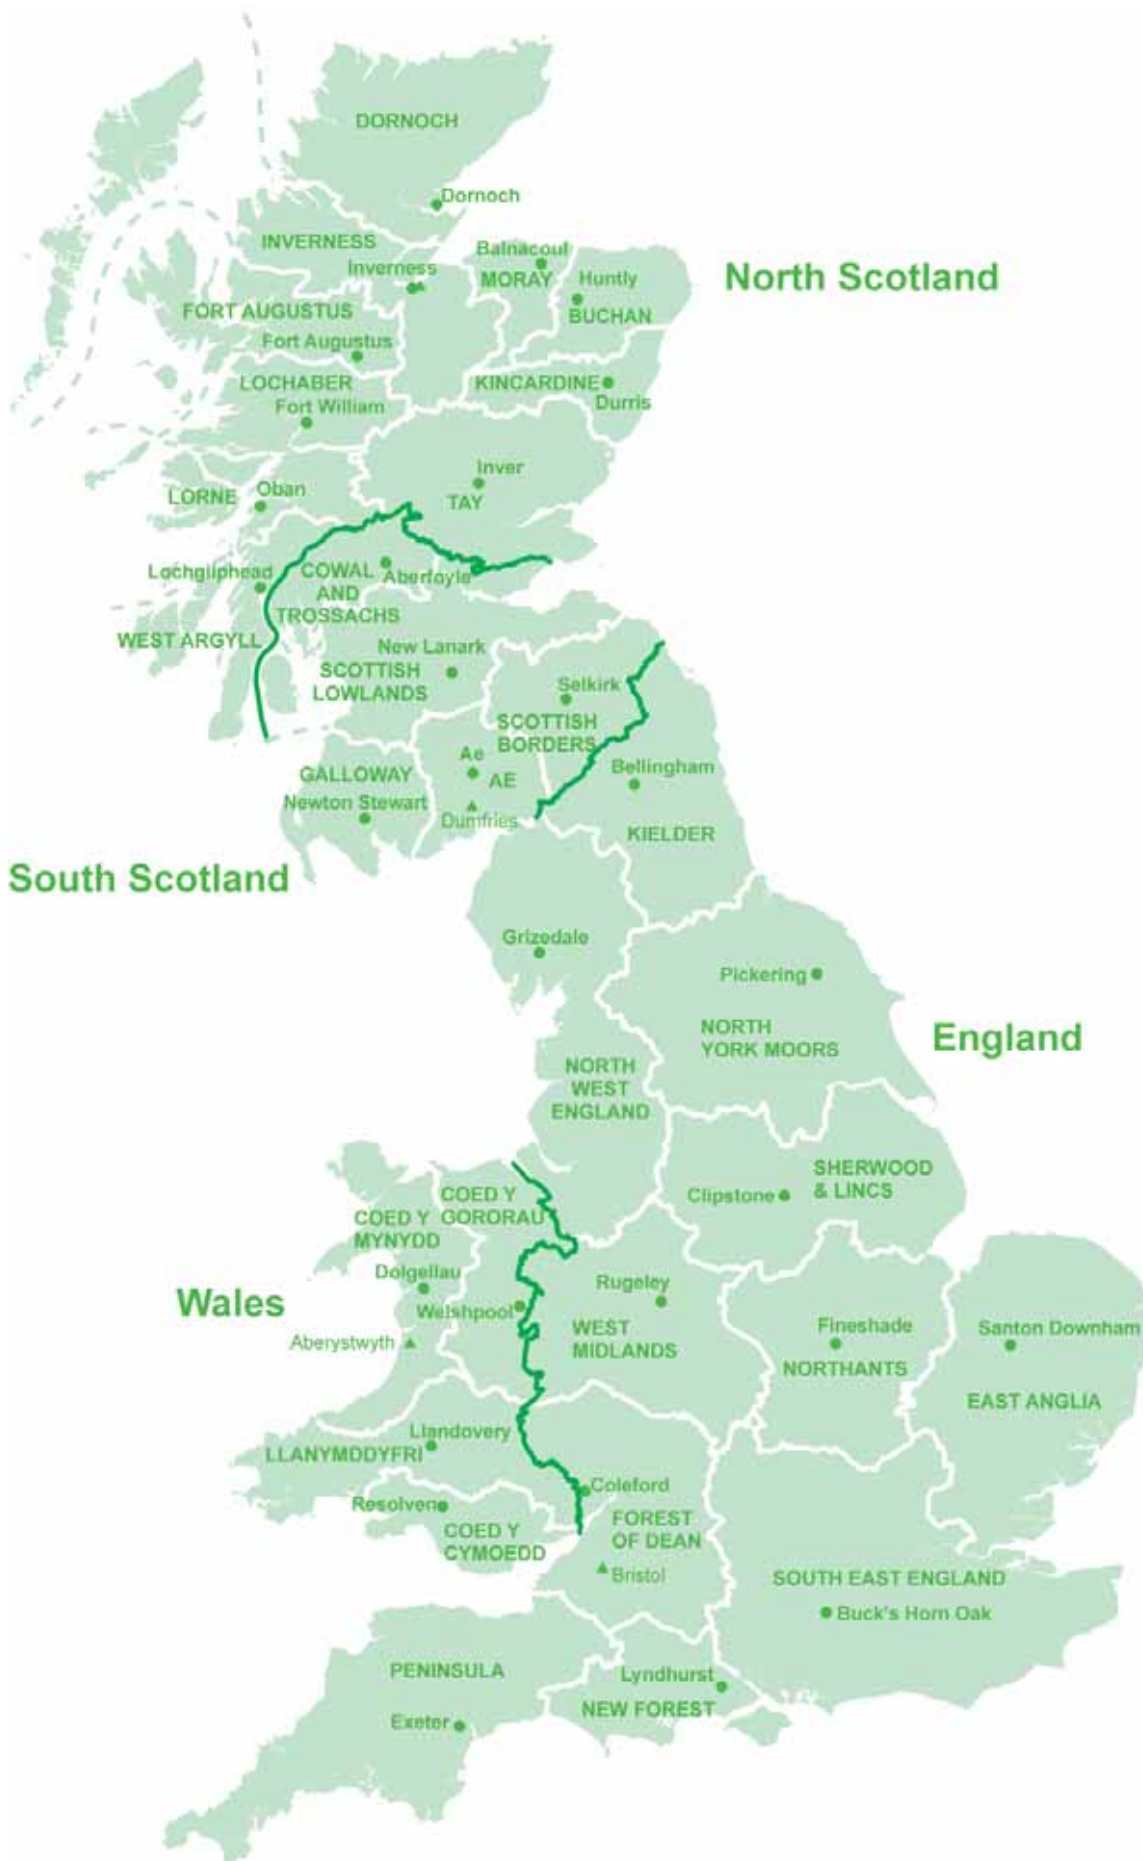 DORNOCH
Dornoch
INVERNESS
Inverness
Balnacoul
MORAY
Huntly
BUCHAN
North Scotland
FORT AUGUSTUS
Fort Augustus
LOCHABER
Fort William
KINCARDINE
Durris
Inver
TAY
LORNE
Oban
Lochgilphead
COWAL
AND
TROSSACHS
Aberfoyle
WEST ARGYLL
New Lanark
SCOTTISH
LOWLANDS
Selkirk
SCOTTISH
BORDERS
Ae
AE
Dumfries
GALLOWAY
Newton Stewart
Bellingham
KIELDER
South Scotland
Grizedale
Pickering
NORTH
YORK MOORS
England
NORTH
WEST
ENGLAND
SHERWOOD
& LINCS
Clipstone
COED Y
GORORAU
COED Y
MYNYDD
Dolgellau
Wales
Welshpool
Aberystwyth
Rugeley
WEST
MIDLANDS
Fineshade
NORTHANTS
Santon Downham
EAST ANGLIA
Llandovery
LLANYMDDYFRI
Resolven
COED Y
CYMOEDD
Coleford
FOREST
OF DEAN
Bristol
SOUTH EAST ENGLAND
Buck's Horn Oak
PENINSULA
Exeter
Lyndhurst
NEW FOREST